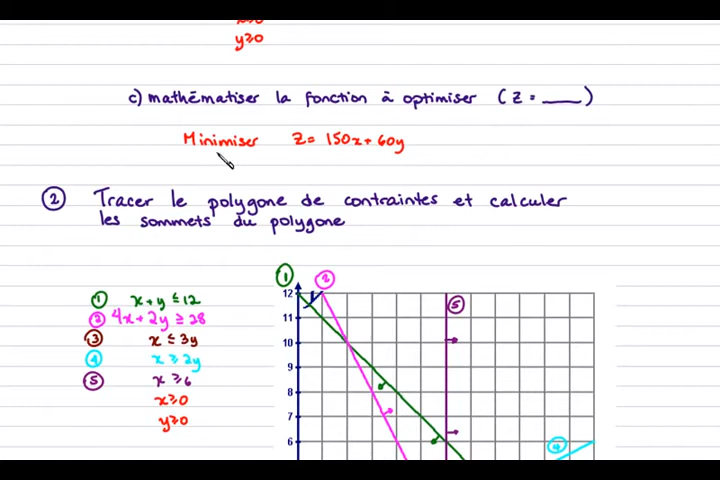 x≥0
y≥0
c) mathématiser la fonction à optimiser ( Z = ____ )
Minimiser Z= 150x + 60y
② Tracer le polygone de contraintes et calculer
les sommets du polygone
① x+y ≤ 12
② 4x+2y ≥ 28
③ x ≤ 3y
④ x ≥ 2y
⑤ x ≥ 6
x≥0
y≥0
① ②
12
⑤
11
10
9
8
7
6
④